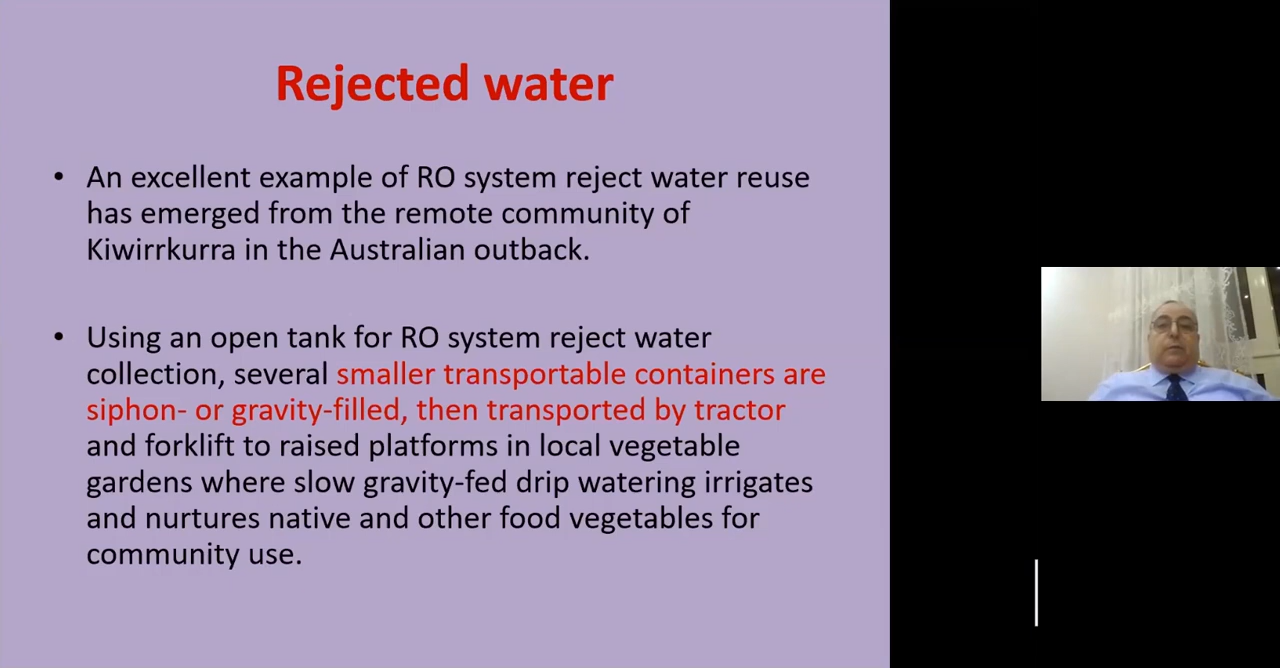 Rejected water
• An excellent example of RO system reject water reuse
has emerged from the remote community of
Kiwirrkurra in the Australian outback.
• Using an open tank for RO system reject water
collection, several smaller transportable containers are
siphon- or gravity-filled, then transported by tractor
and forklift to raised platforms in local vegetable
gardens where slow gravity-fed drip watering irrigates
and nurtures native and other food vegetables for
community use.